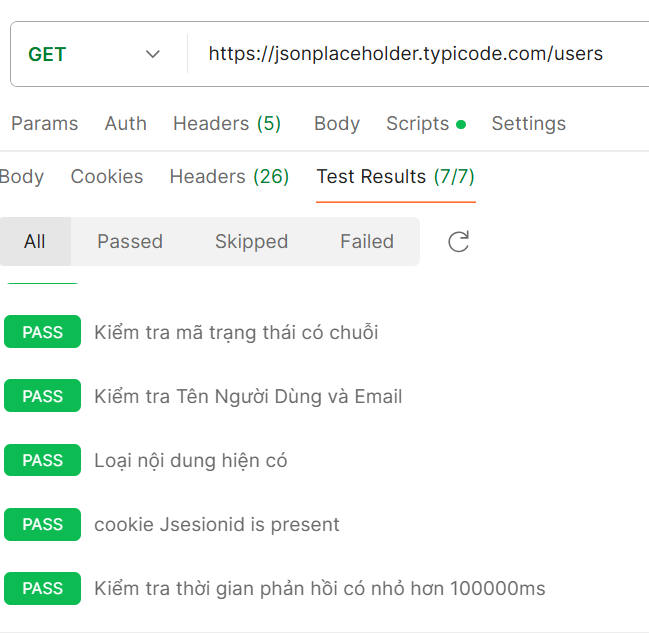 GET https://jsonplaceholder.typicode.com/users
Params Auth Headers (5) Body Scripts Settings
Body Cookies Headers (26) Test Results (7/7)
All Passed Skipped Failed
PASS Kiểm tra mã trạng thái có chuỗi
PASS Kiểm tra Tên Người Dùng và Email
PASS Loại nội dung hiện có
PASS cookie Jsesionid is present
PASS Kiểm tra thời gian phản hồi có nhỏ hơn 100000ms